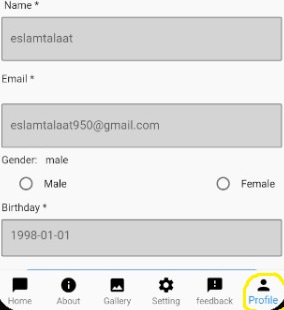 Name *
eslamtalaat
Email *
eslamtalaat950@gmail.com
Gender: male
Male Female
Birthday *
1998-01-01
Home About Gallery Setting feedback Profile